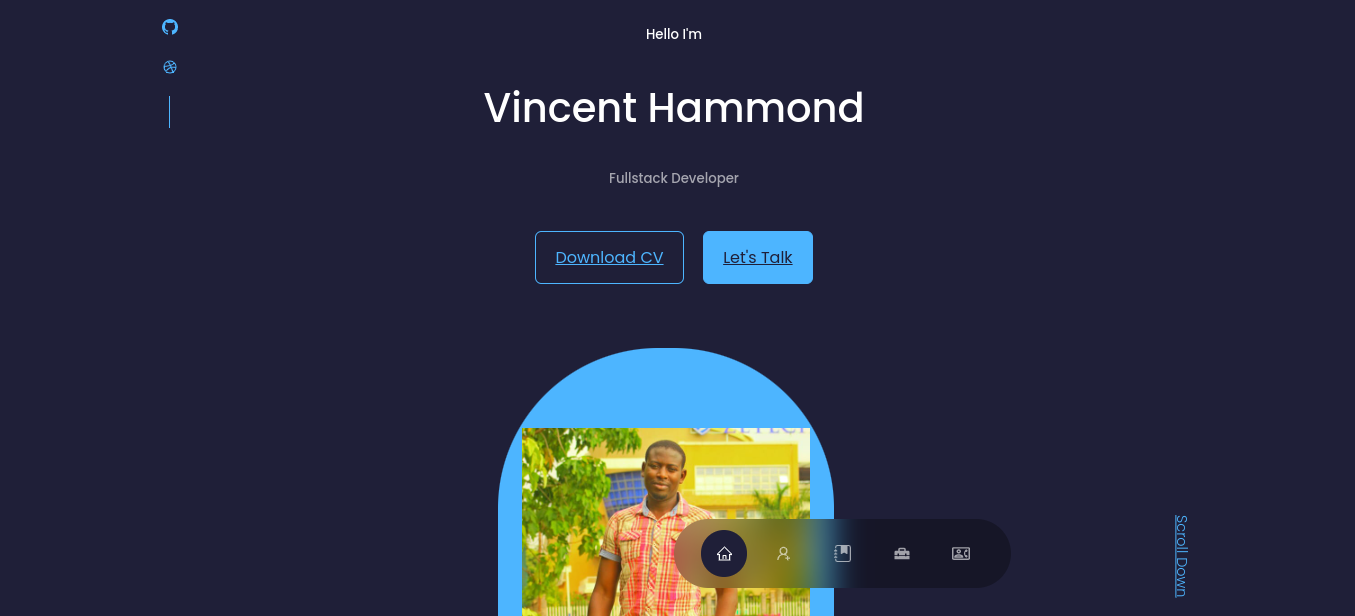 Hello I'm
Vincent Hammond
Fullstack Developer
Download CV
Let's Talk
Scroll Down